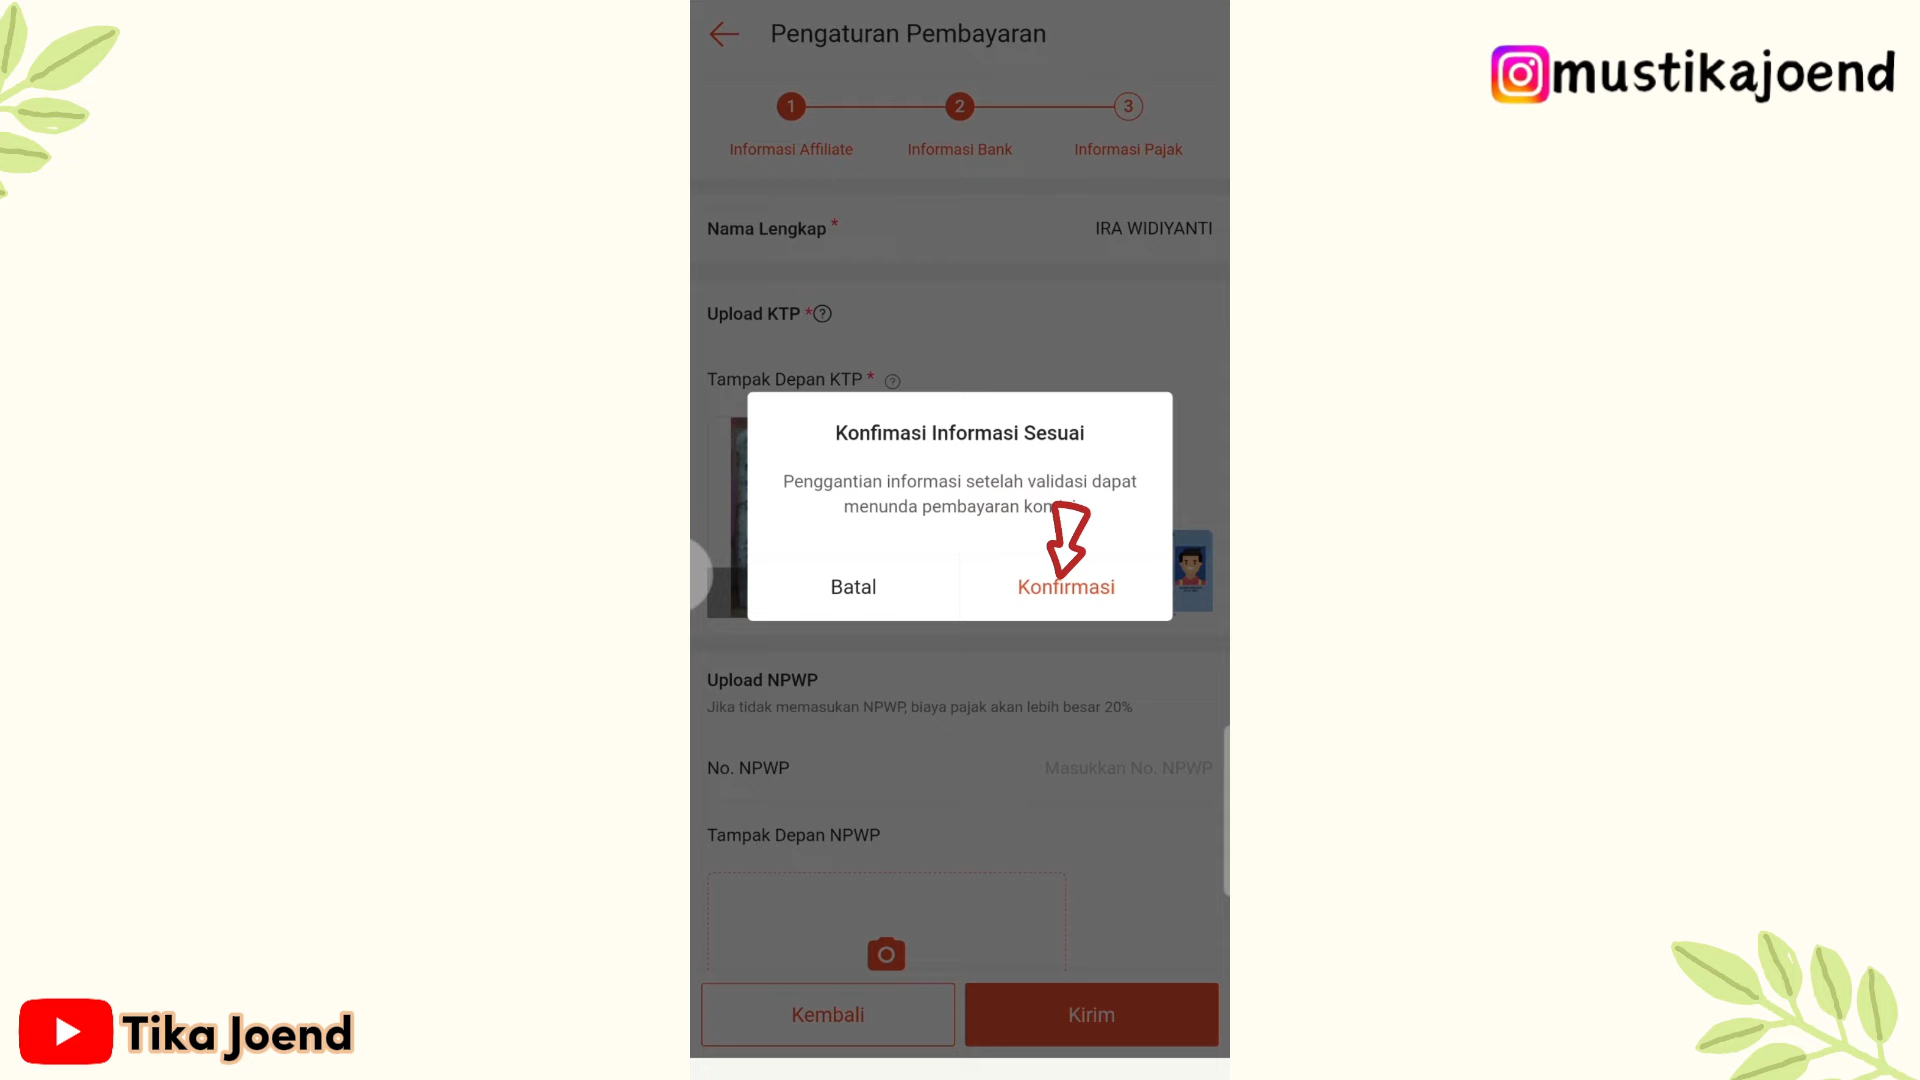 Pengaturan Pembayaran
mustikajoend
1
2
3
Informasi Affiliate
Informasi Bank
Informasi Pajak
Nama Lengkap *
IRA WIDIYANTI
Upload KTP *?
Tampak Depan KTP * ?
Konfimasi Informasi Sesuai
Penggantian informasi setelah validasi dapat
menunda pembayaran
Batal
Konfirmasi
Upload NPWP
Jika tidak memasukan NPWP, biaya pajak akan lebih besar 20%
No. NPWP
Masukkan No. NPWP
Tampak Depan NPWP
Kembali
Kirim
Tika Joend